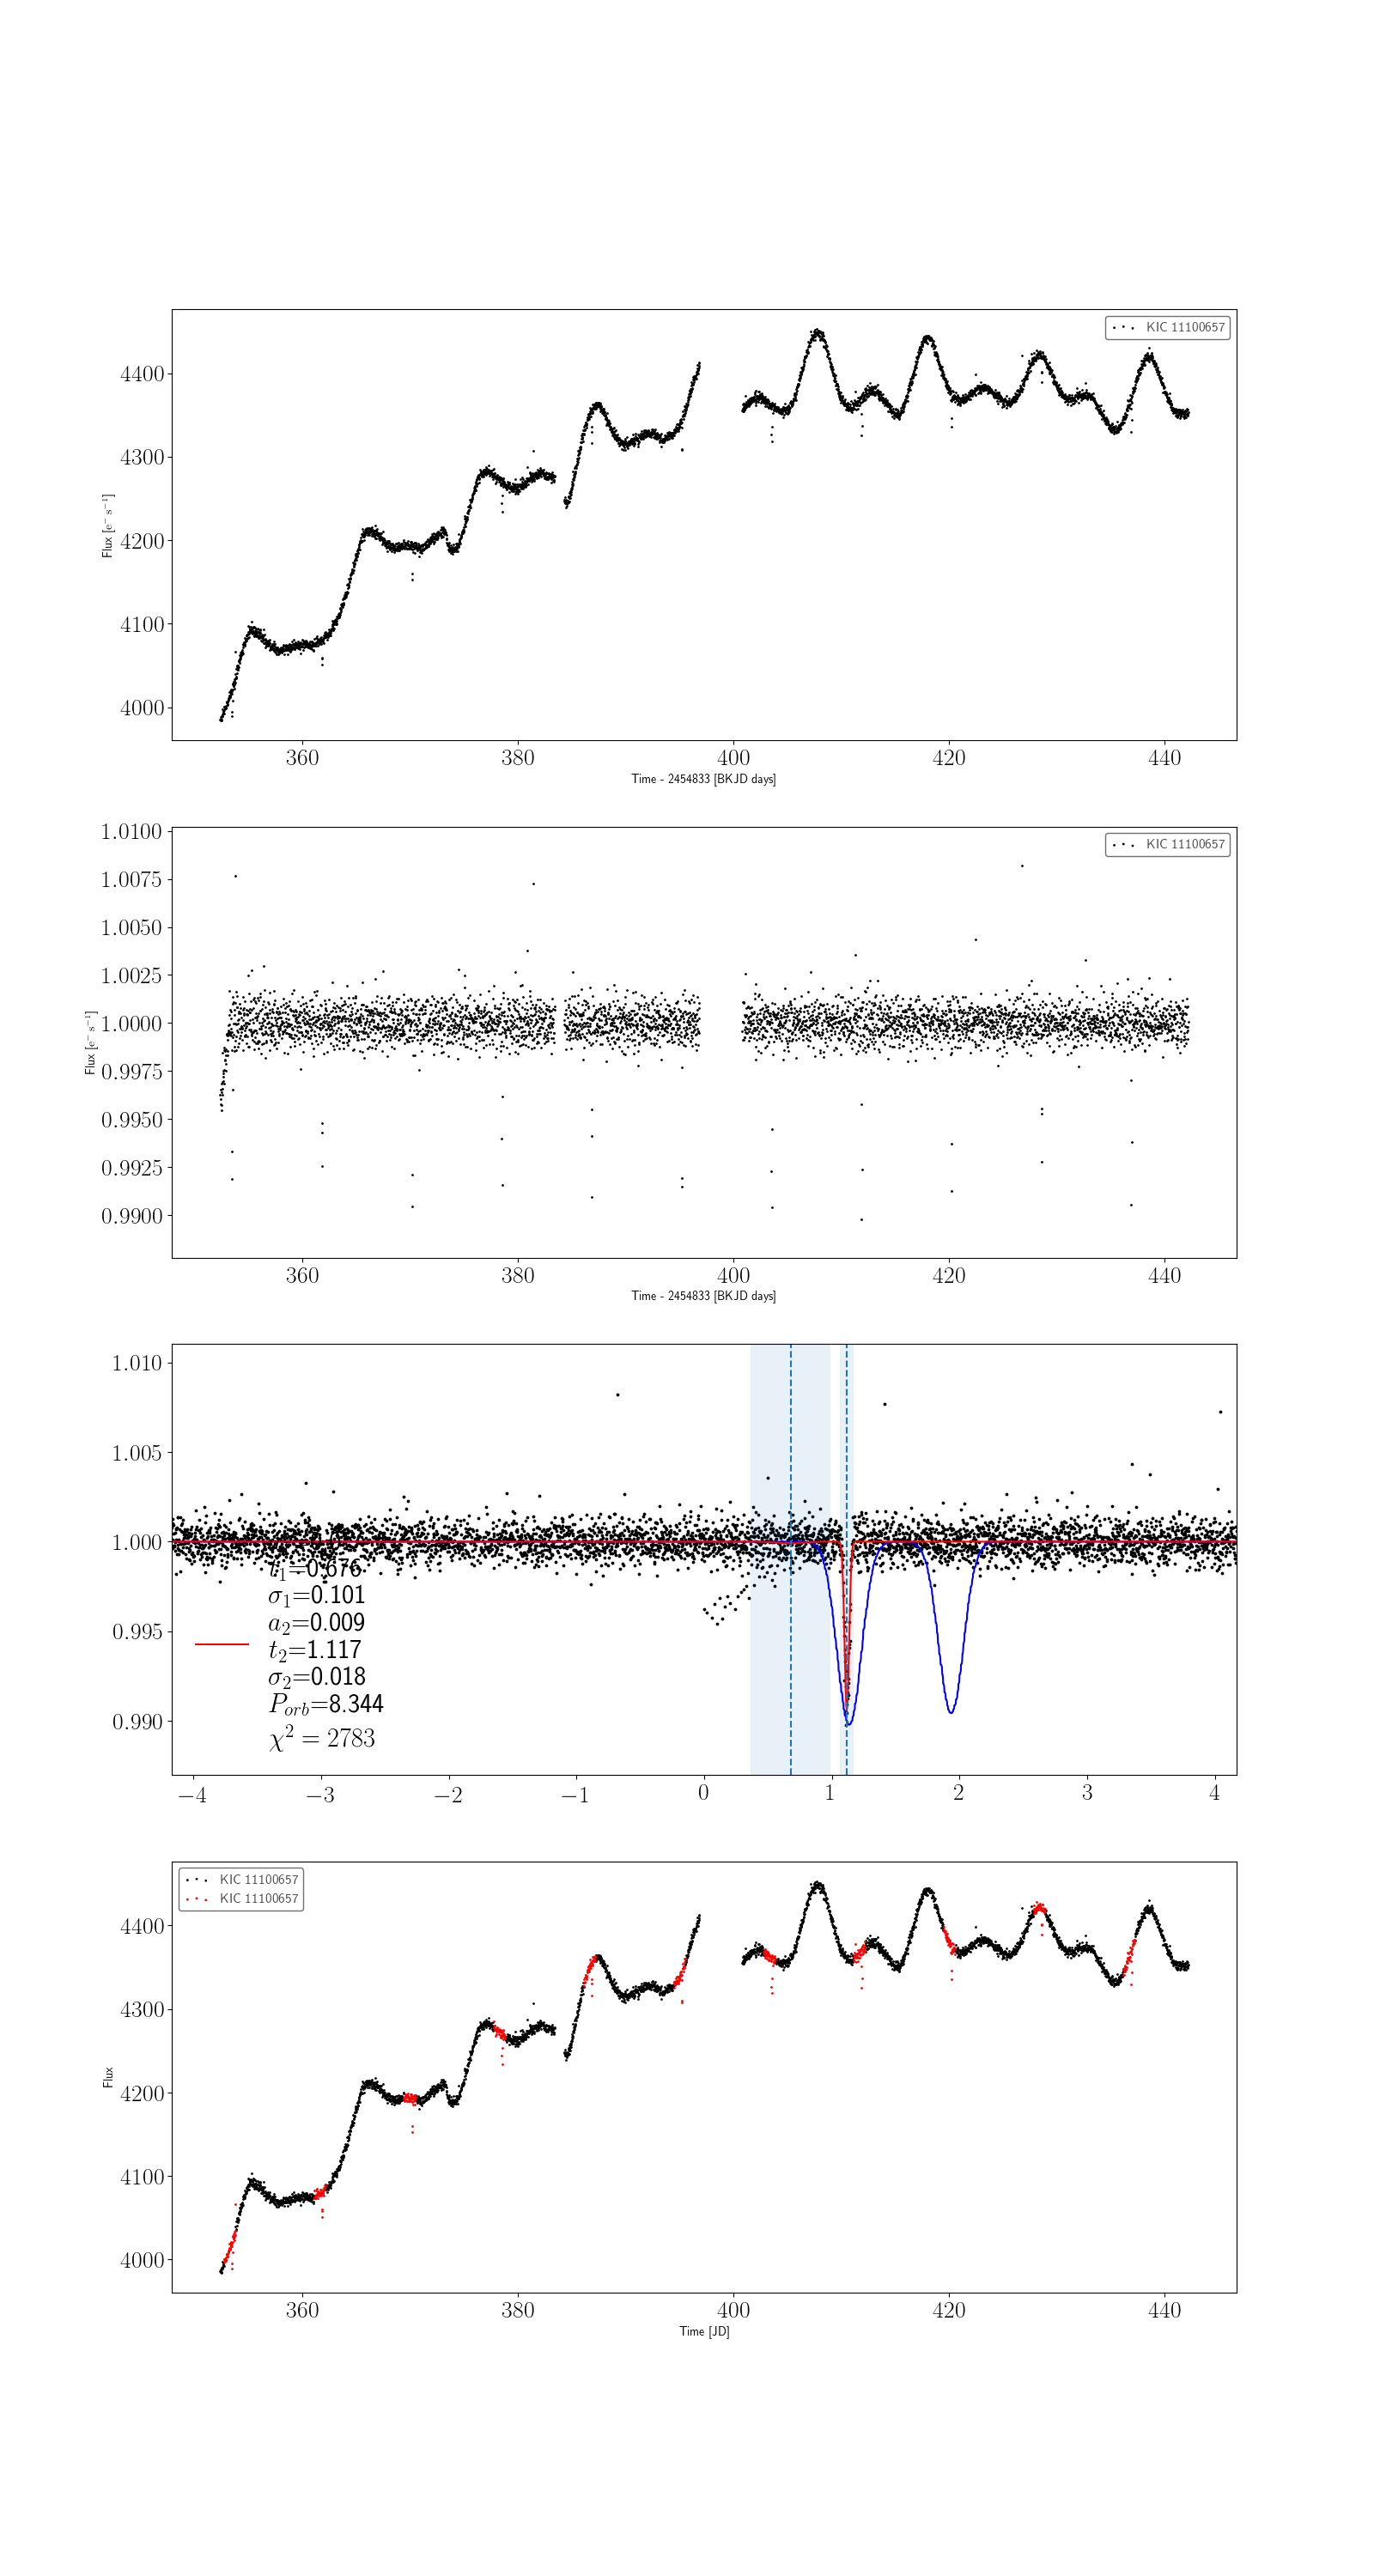 KIC 11100657
4400
4300
4200
4100
4000
Flux [e⁻ s⁻¹]
360 380 400 420 440
Time - 2454833 [BKJD days]
KIC 11100657
1.0100
1.0075
1.0050
1.0025
1.0000
0.9975
0.9950
0.9925
0.9900
Flux [e⁻ s⁻¹]
360 380 400 420 440
Time - 2454833 [BKJD days]
1.010
1.005
1.000
0.995
0.990
t₁=0.676
σ₁=0.101
a₂=0.009
t₂=1.117
σ₂=0.018
P_orb=8.344
χ² = 2783
−4 −3 −2 −1 0 1 2 3 4
KIC 11100657
KIC 11100657
4400
4300
4200
4100
4000
Flux
360 380 400 420 440
Time [JD]